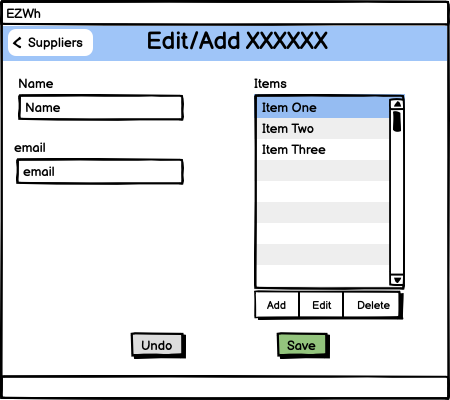 EZWh
Suppliers
Edit/Add XXXXXX
Name
Name
email
email
Items
Item One
Item Two
Item Three
Add Edit Delete
Undo Save